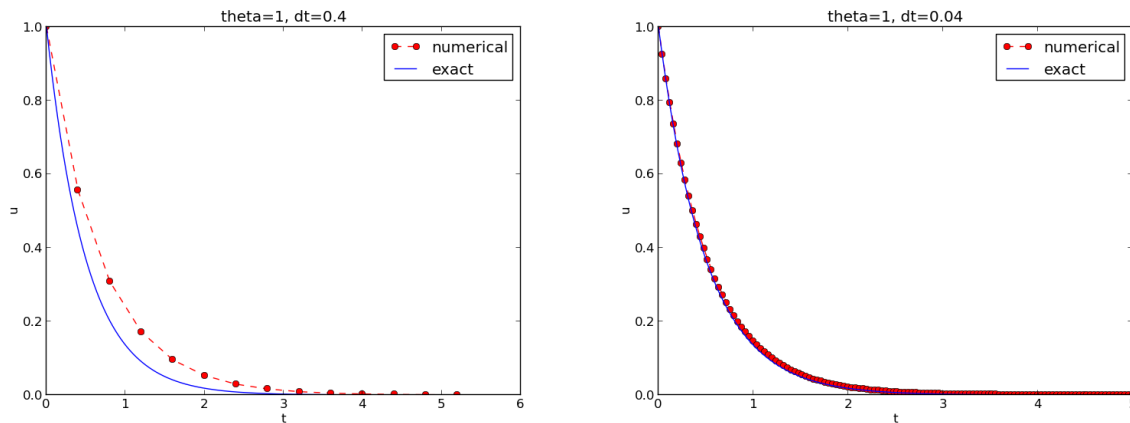 theta=1, dt=0.4
1.0
numerical
exact
0.8
0.6
u
0.4
0.2
0.0
0 1 2 3 4 5 6
t
theta=1, dt=0.04
1.0
numerical
exact
0.8
0.6
u
0.4
0.2
0.0
0 1 2 3 4 5
t